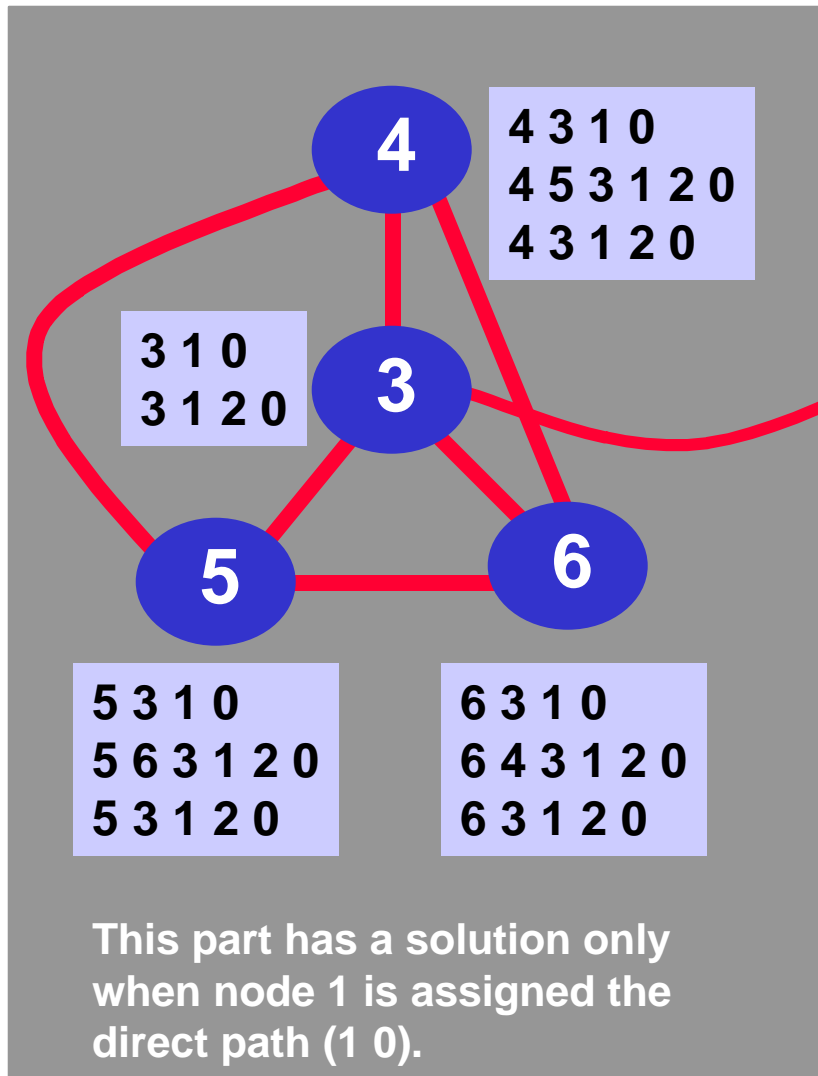 4
4 3 1 0
4 5 3 1 2 0
4 3 1 2 0
3 1 0
3 1 2 0
3
5
6
5 3 1 0
5 6 3 1 2 0
5 3 1 2 0
6 3 1 0
6 4 3 1 2 0
6 3 1 2 0
This part has a solution only
when node 1 is assigned the
direct path (1 0).